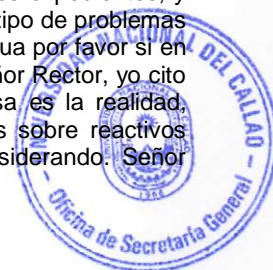 tipo de problemas
ua por favor si en
ñor Rector, yo cito
sa es la realidad,
s sobre reactivos
siderando. Señor
UNIVERSIDAD NACIONAL DEL CALLAO
Oficina de Secretaría General